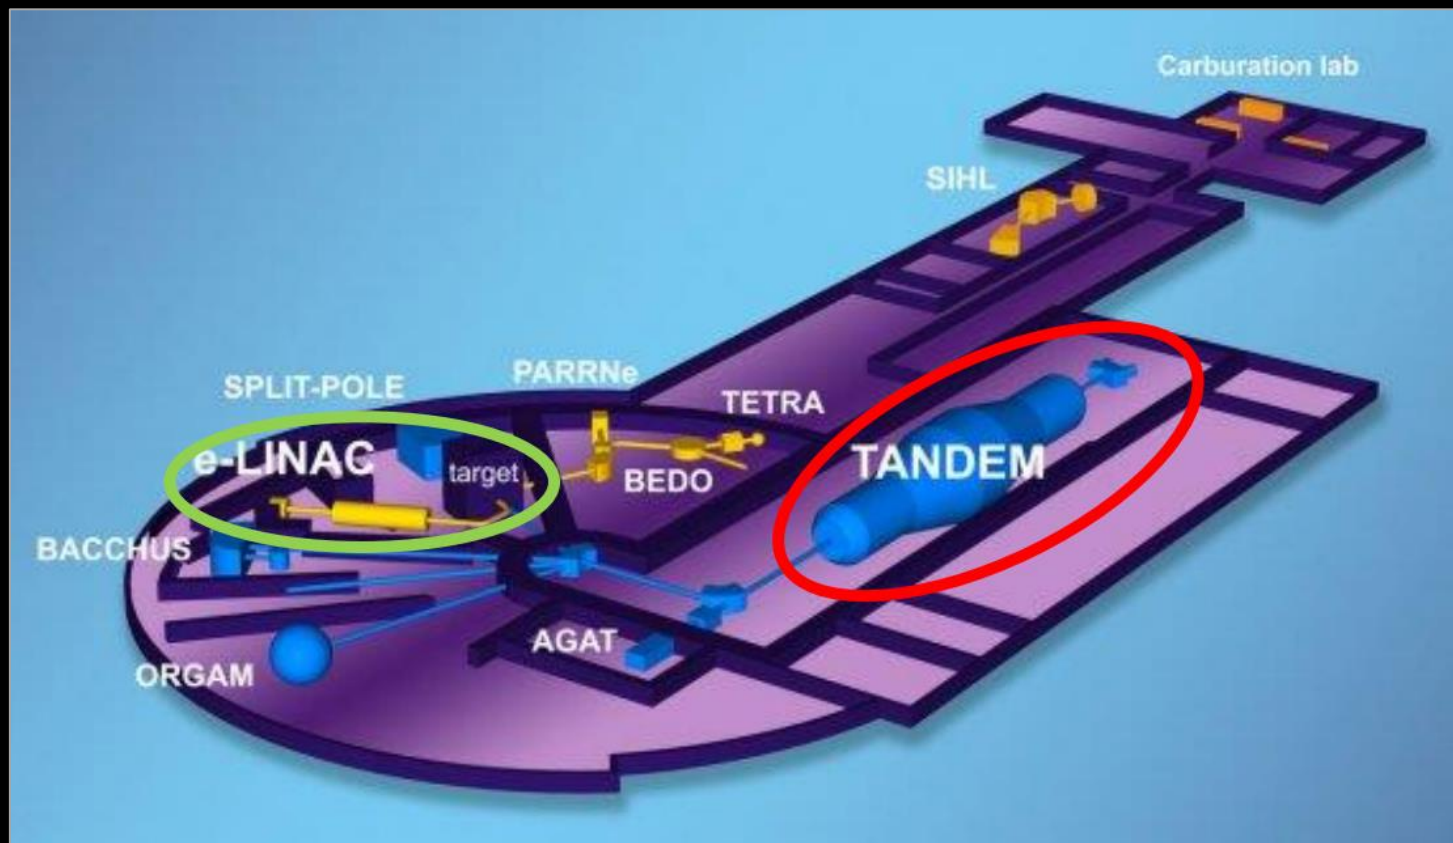 Carburation lab
SIHL
PARRNe
SPLIT-POLE
TETRA
e-LINAC
target
BEDO
TANDEM
BACCHUS
AGAT
ORGAM